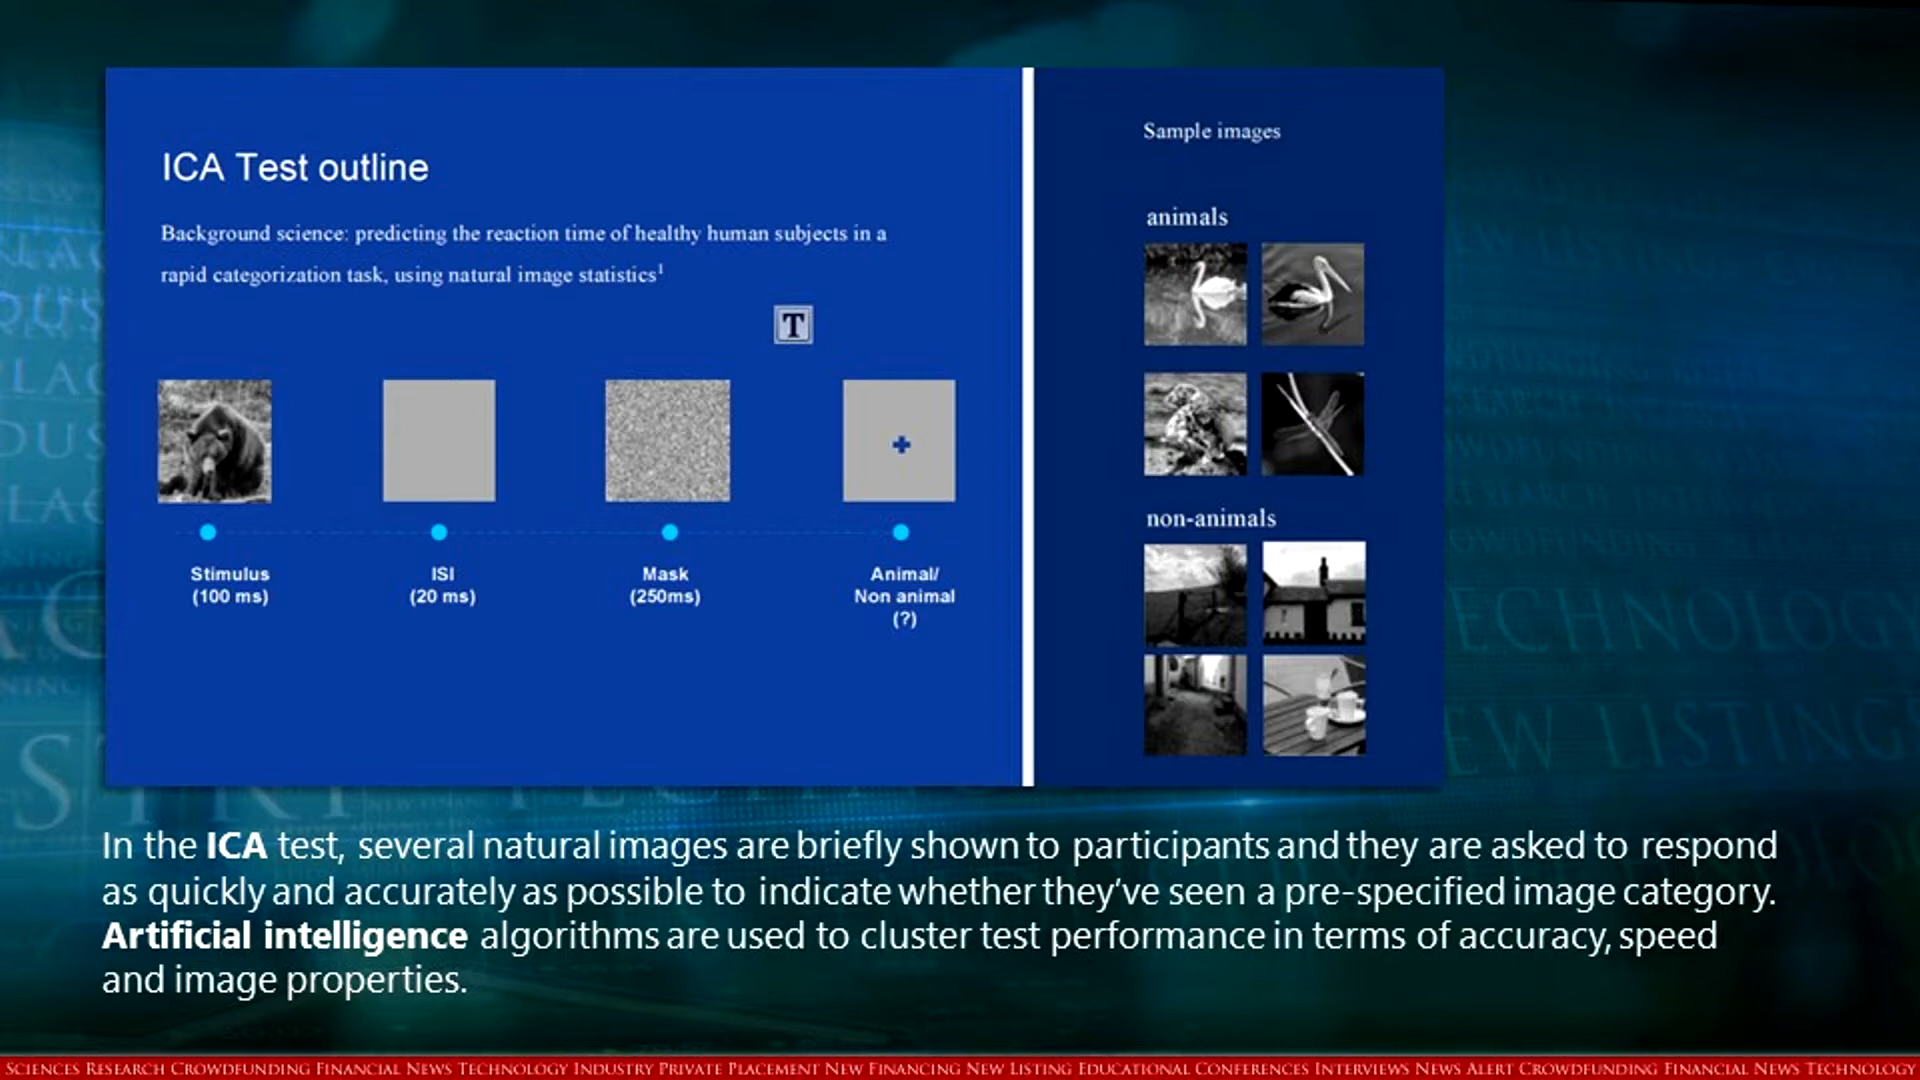 ICA Test outline
Background science: predicting the reaction time of healthy human subjects in a
rapid categorization task, using natural image statistics¹
T
Stimulus
(100 ms)
ISI
(20 ms)
Mask
(250ms)
Animal/
Non animal
(?)
Sample images
animals
non-animals
ECHNOLOGY
EW LISTING
In the ICA test, several natural images are briefly shown to participants and they are asked to respond
as quickly and accurately as possible to indicate whether they've seen a pre-specified image category.
Artificial intelligence algorithms are used to cluster test performance in terms of accuracy, speed
and image properties.
SCIENCES RESEARCH CROWDFUNDING FINANCIAL NEWS TECHNOLOGY INDUSTRY PRIVATE PLACEMENT NEW FINANCING NEW LISTING EDUCATIONAL CONFERENCES INTERVIEWS NEWS ALERT CROWDFUNDING FINANCIAL NEWS TECHNOLOGY